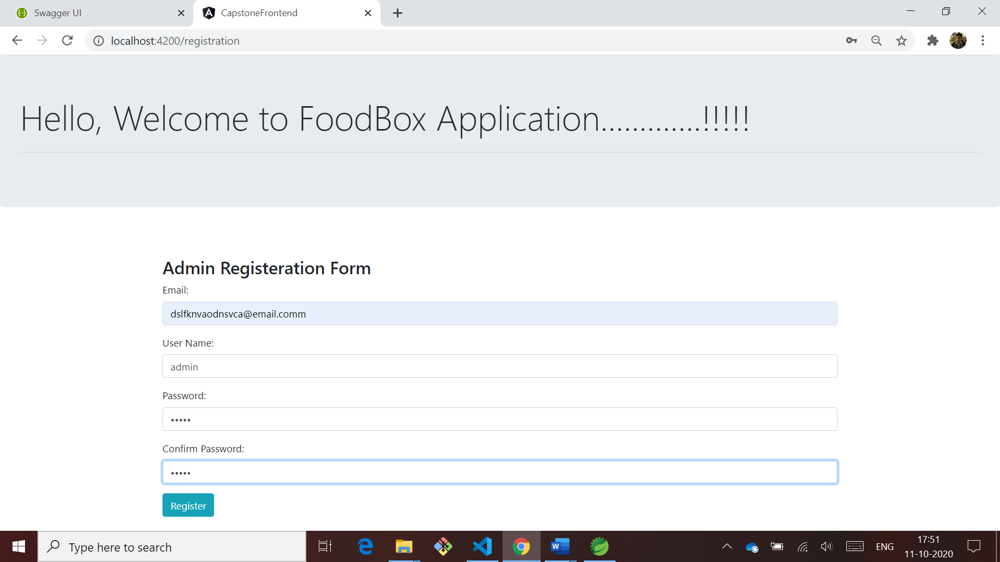 Swagger UI
CapstoneFrontend
localhost:4200/registration
Hello, Welcome to FoodBox Application.............!!!!!
Admin Registeration Form
Email:
dslfknvaodnsvca@email.comm
User Name:
admin
Password:
•••••
Confirm Password:
•••••
Register
Type here to search
ENG
17:51
11-10-2020